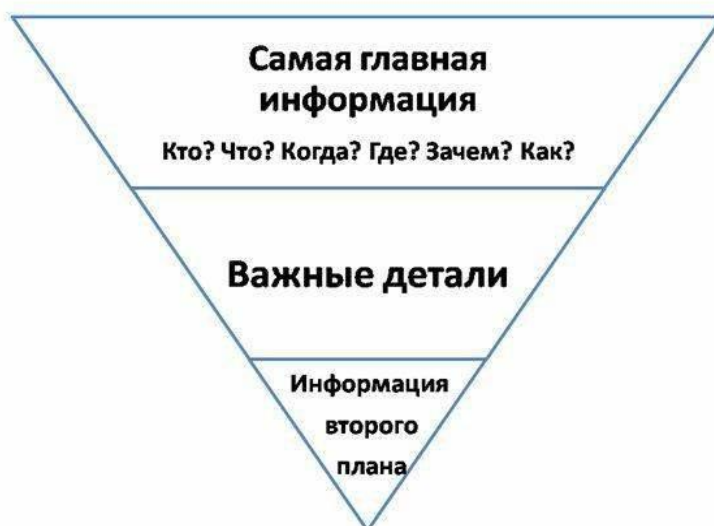 Самая главная
информация
Кто? Что? Когда? Где? Зачем? Как?
Важные детали
Информация
второго
плана